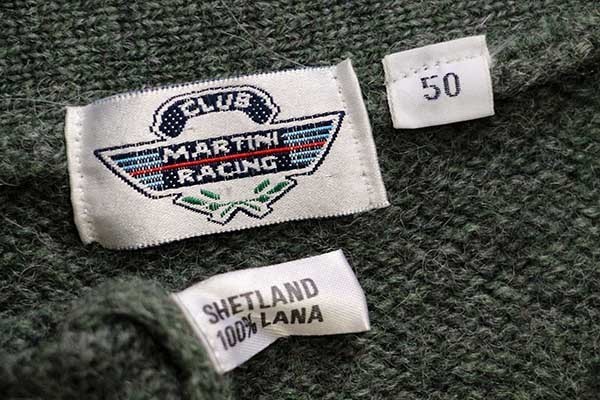 CLUB
MARTINI
RACING
50
SHETLAND
100% LANA